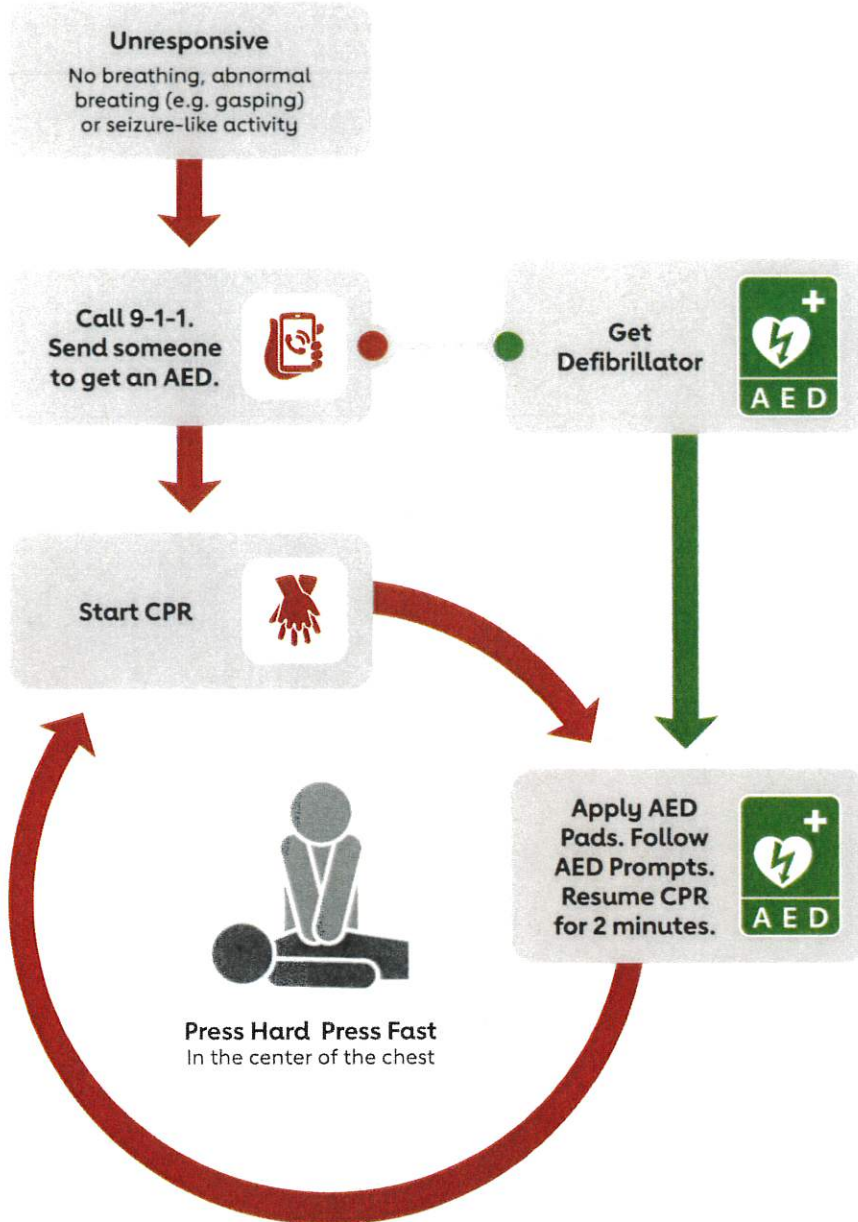 Unresponsive
No breathing, abnormal
breating (e.g. gasping)
or seizure-like activity
Call 9-1-1.
Send someone
to get an AED.
Get
Defibrillator
AED
Start CPR
Apply AED
Pads. Follow
AED Prompts.
Resume CPR
for 2 minutes.
AED
Press Hard Press Fast
In the center of the chest